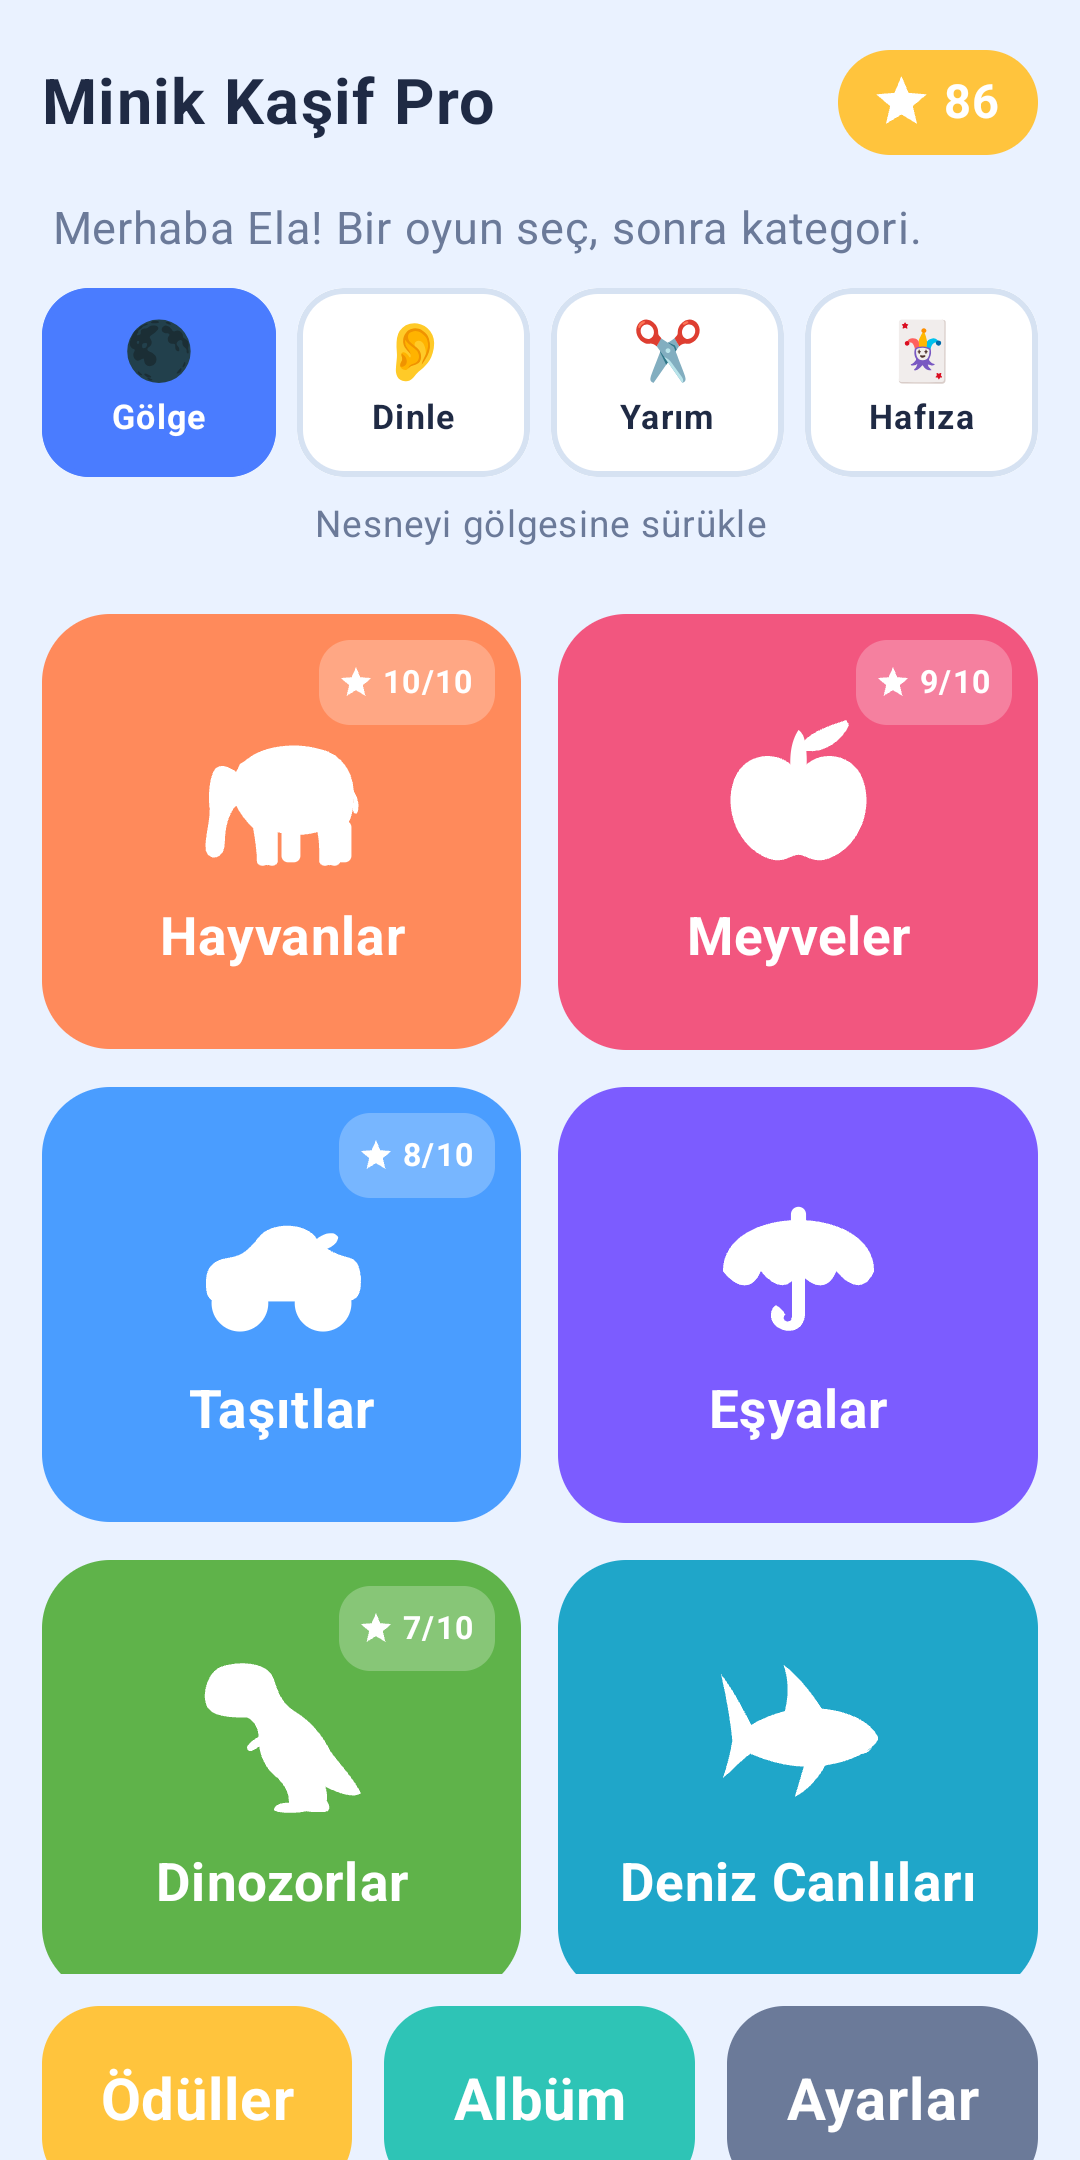 Minik Kaşif Pro
86
Merhaba Ela! Bir oyun seç, sonra kategori.
Gölge
Dinle
Yarım
Hafıza
Nesneyi gölgesine sürükle
10/10
Hayvanlar
9/10
Meyveler
8/10
Taşıtlar
Eşyalar
7/10
Dinozorlar
Deniz Canlıları
Ödüller
Albüm
Ayarlar